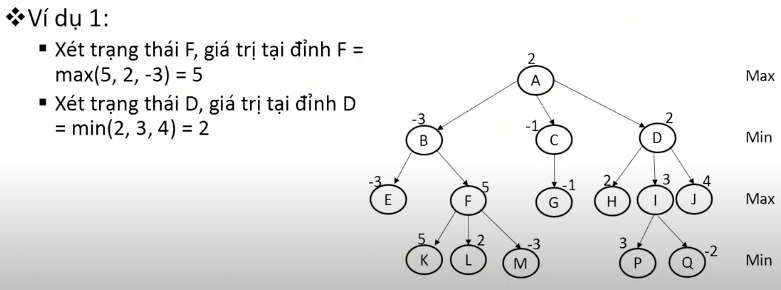 ❖Ví dụ 1:
▪ Xét trạng thái F, giá trị tại đỉnh F =
max(5, 2, -3) = 5
▪ Xét trạng thái D, giá trị tại đỉnh D
= min(2, 3, 4) = 2
2
A Max
-3 -1 2
B C D Min
-3 5 -1 2 3 4
E F G H I J Max
5 2 -3 3 -2
K L M P Q Min